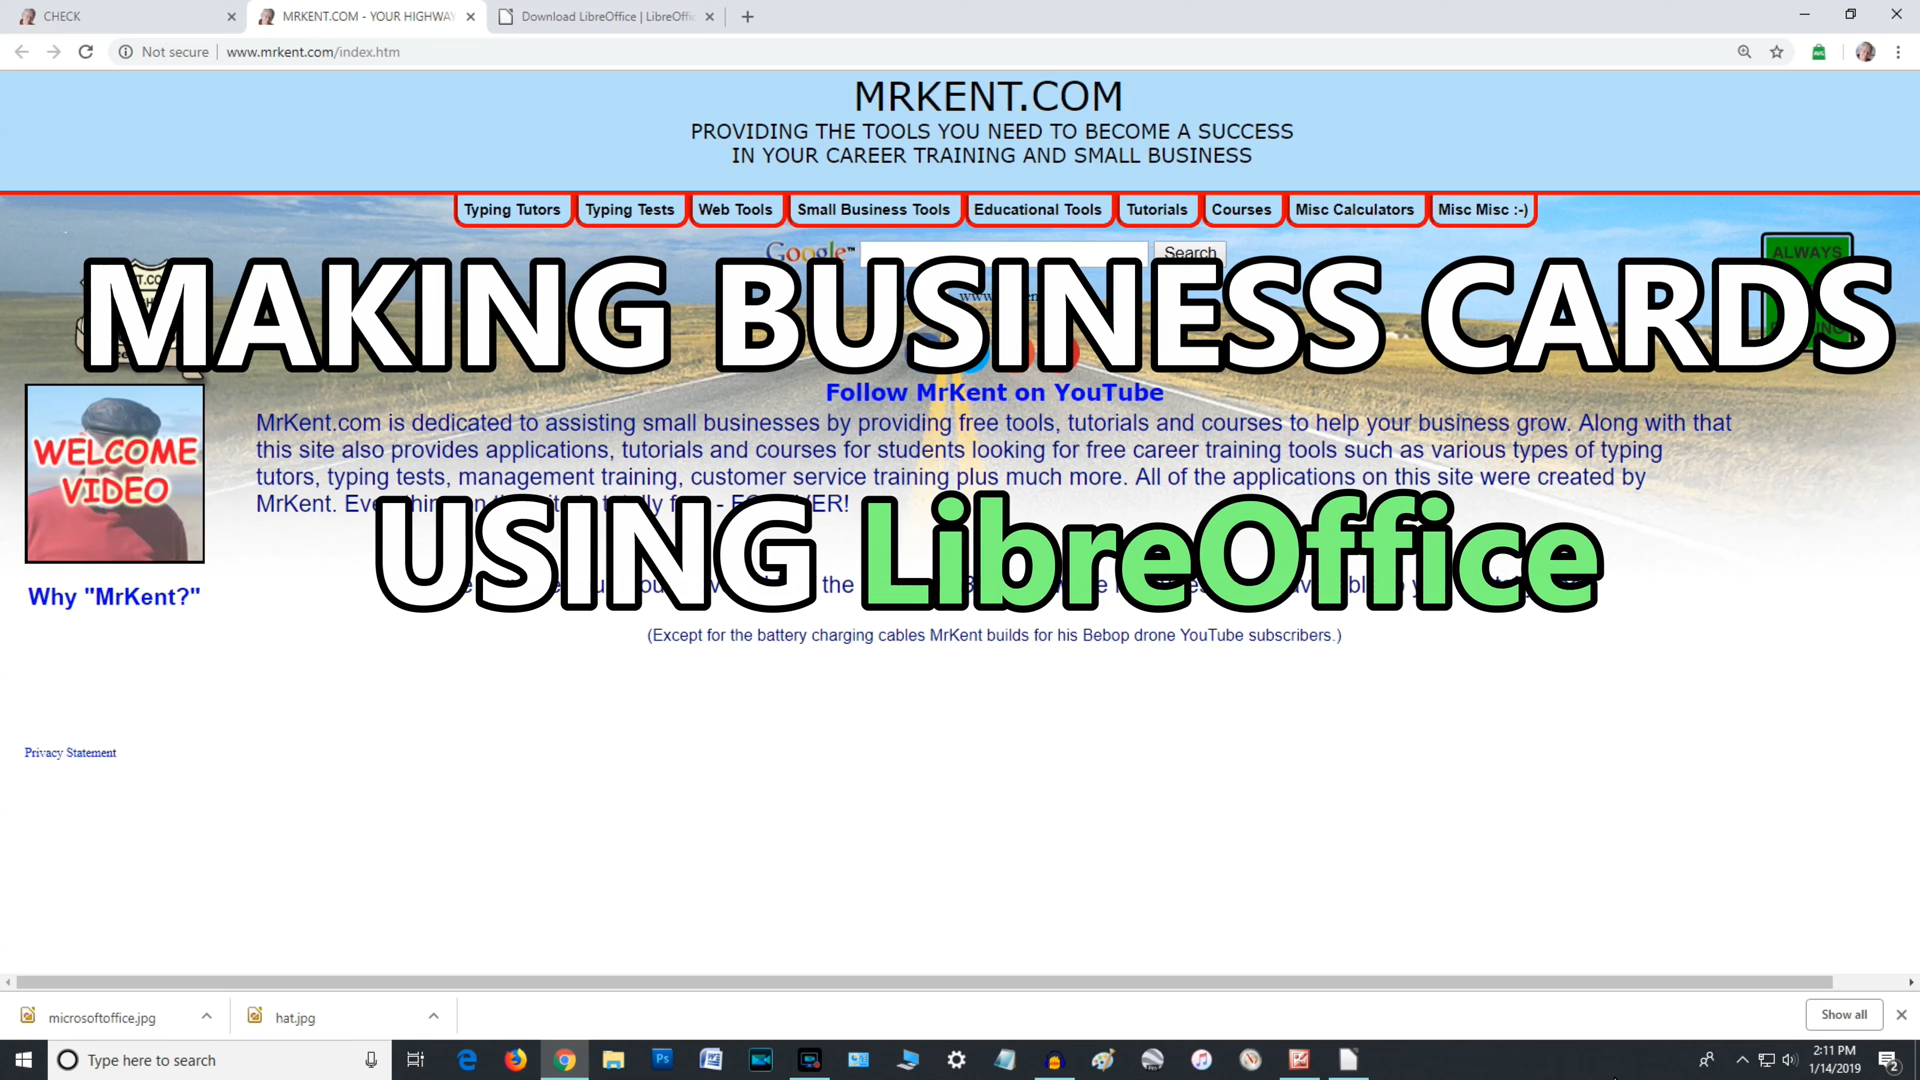 CHECK
MRKENT.COM - YOUR HIGHWAY
Download LibreOffice | LibreOffic
Not secure
www.mrkent.com/index.htm
MRKENT.COM
PROVIDING THE TOOLS YOU NEED TO BECOME A SUCCESS
IN YOUR CAREER TRAINING AND SMALL BUSINESS
Typing Tutors
Typing Tests
Web Tools
Small Business Tools
Educational Tools
Tutorials
Courses
Misc Calculators
Misc Misc :-)
Google™
Search
ALWAYS
MAKING BUSINESS CARDS
Follow MrKent on YouTube
MrKent.com is dedicated to assisting small businesses by providing free tools, tutorials and courses to help your business grow. Along with that
this site also provides applications, tutorials and courses for students looking for free career training tools such as various types of typing
tutors, typing tests, management training, customer service training plus much more. All of the applications on this site were created by
MrKent.
WELCOME
VIDEO
USING LibreOffice
the
Why "MrKent?"
(Except for the battery charging cables MrKent builds for his Bebop drone YouTube subscribers.)
Privacy Statement
microsoftoffice.jpg
hat.jpg
Show all
Type here to search
2:11 PM
1/14/2019
2